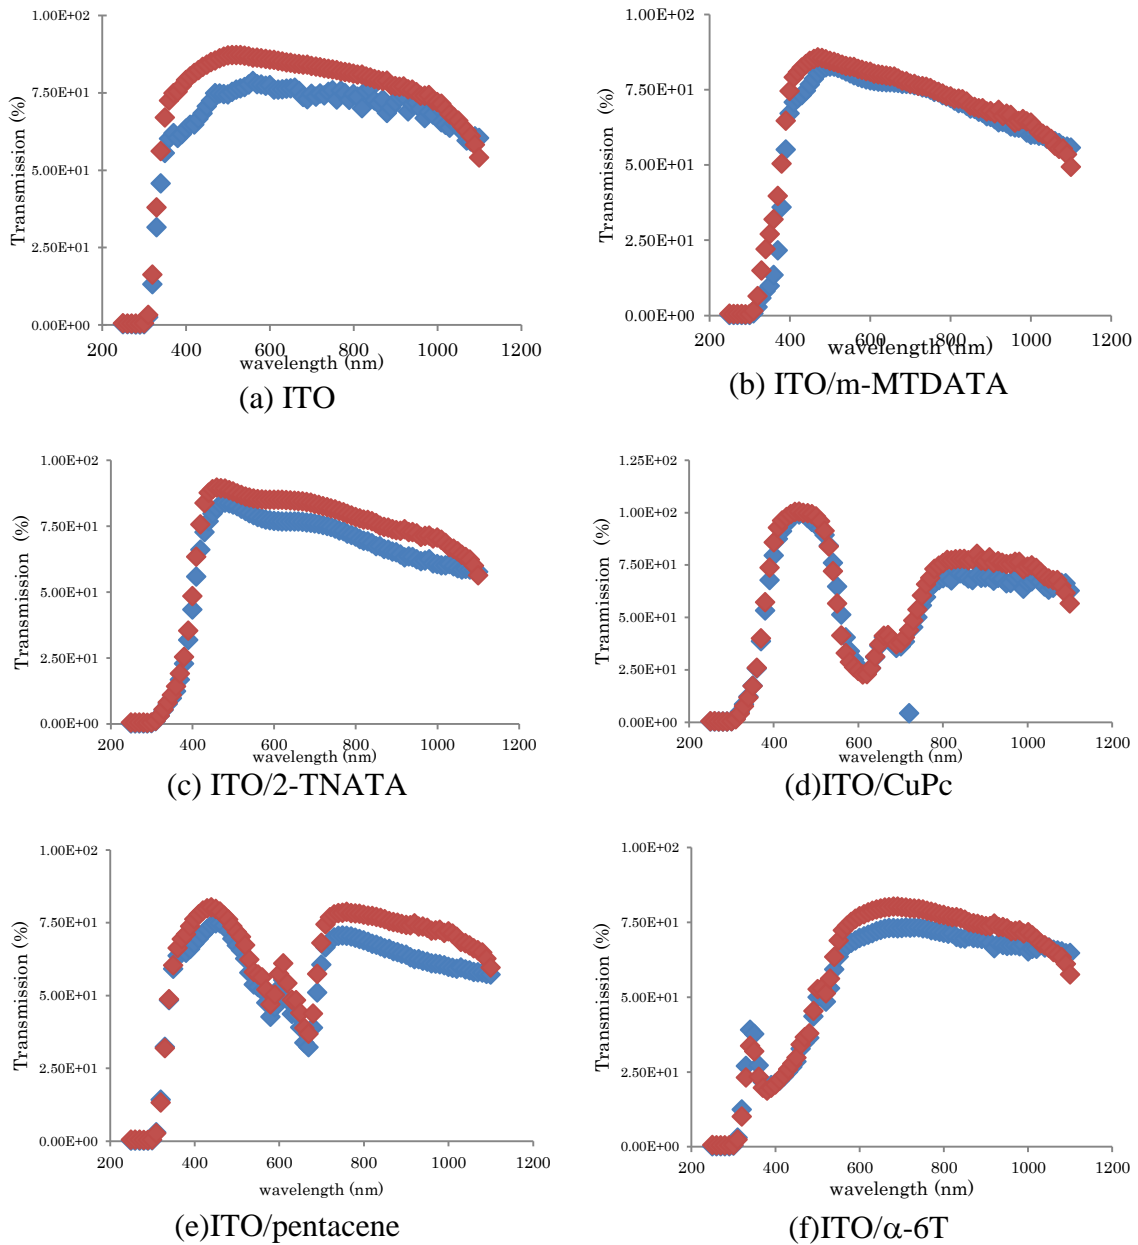 1.00E+02
1.00E+02
7.50E+01
7.50E+01
5.00E+01
5.00E+01
2.50E+01
2.50E+01
0.00E+00
0.00E+00
Transmission (%)
Transmission (%)
200 400 600 800 1000 1200
200 400 600 800 1000 1200
wavelength (nm)
wavelength (nm)
(a) ITO
(b) ITO/m-MTDATA
1.00E+02
1.25E+02
7.50E+01
1.00E+02
5.00E+01
7.50E+01
2.50E+01
5.00E+01
0.00E+00
2.50E+01
0.00E+00
Transmission (%)
Tranmission (%)
200 400 600 800 1000 1200
200 400 600 800 1000 1200
wavelength (nm)
wavelength (nm)
(c) ITO/2-TNATA
(d)ITO/CuPc
1.00E+02
1.00E+02
7.50E+01
7.50E+01
5.00E+01
5.00E+01
2.50E+01
2.50E+01
0.00E+00
0.00E+00
Transmission (%)
Transmission (%)
200 400 600 800 1000 1200
200 400 600 800 1000 1200
wavelength (nm)
wavelength (nm)
(e)ITO/pentacene
(f)ITO/α-6T